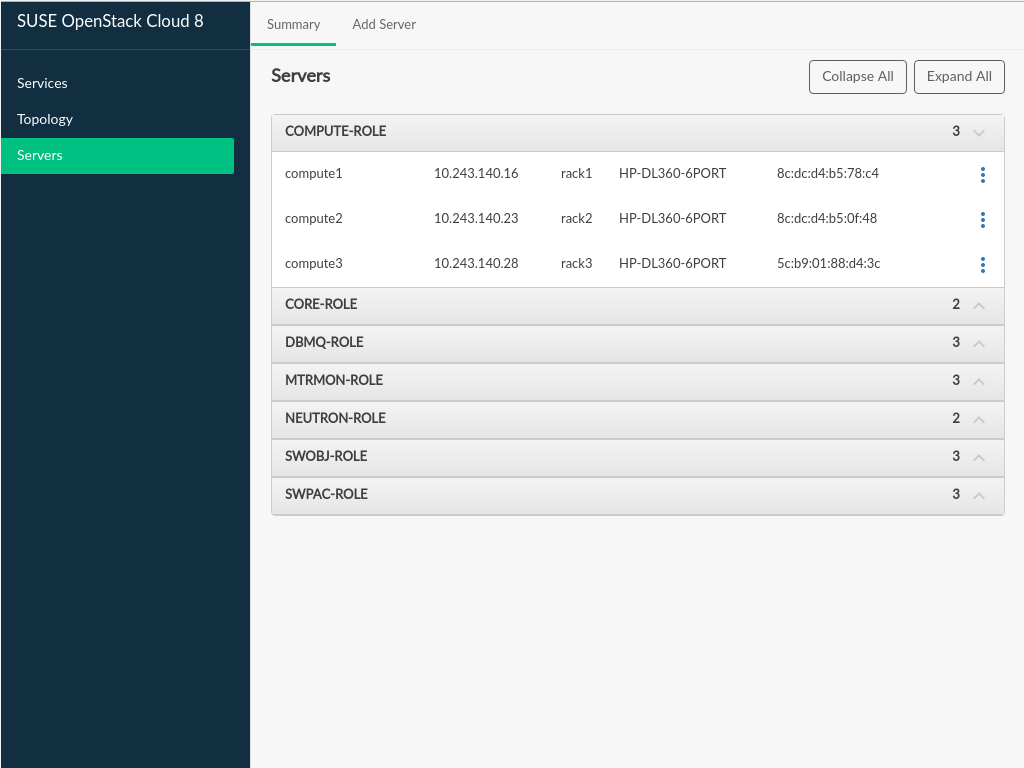 SUSE OpenStack Cloud 8
Summary Add Server
Services
Topology
Servers
Servers
Collapse All Expand All
COMPUTE-ROLE 3
compute1 10.243.140.16 rack1 HP-DL360-6PORT 8c:dc:d4:b5:78:c4
compute2 10.243.140.23 rack2 HP-DL360-6PORT 8c:dc:d4:b5:0f:48
compute3 10.243.140.28 rack3 HP-DL360-6PORT 5c:b9:01:88:d4:3c
CORE-ROLE 2
DBMQ-ROLE 3
MTRMON-ROLE 3
NEUTRON-ROLE 2
SWOBJ-ROLE 3
SWPAC-ROLE 3